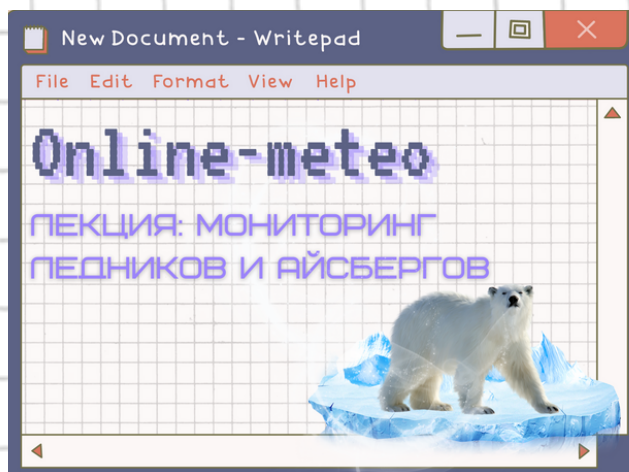 New Document - Writepad
File Edit Format View Help
Online-meteo
ЛЕКЦИЯ: МОНИТОРИНГ
ЛЕДНИКОВ И АЙСБЕРГОВ